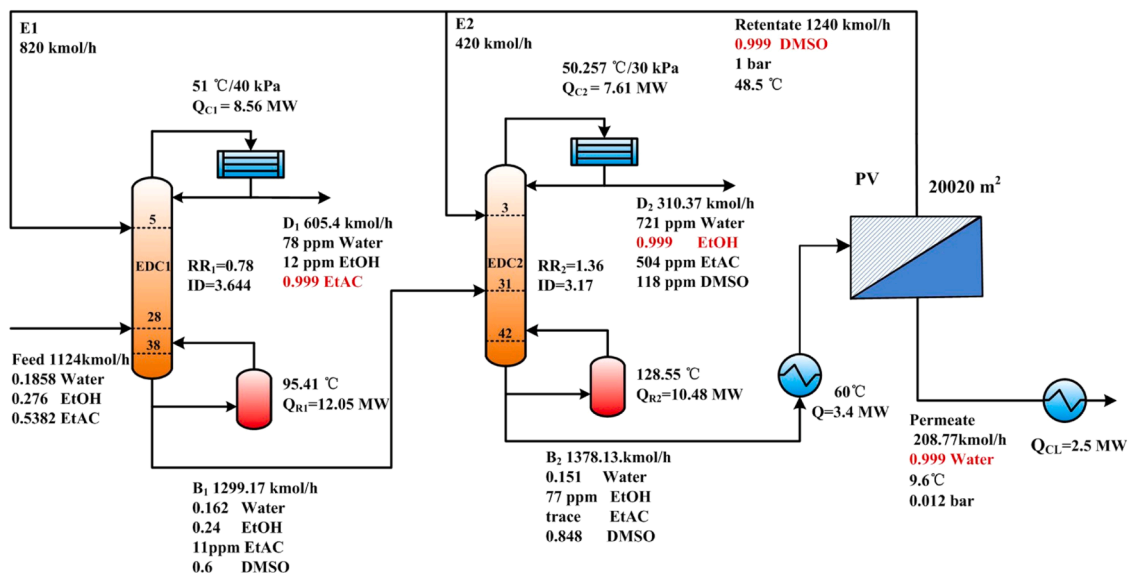 E1
820 kmol/h
E2
420 kmol/h
Retentate 1240 kmol/h
0.999 DMSO
1 bar
48.5 ℃
51 ℃/40 kPa
QC1 = 8.56 MW
50.257 ℃/30 kPa
QC2 = 7.61 MW
PV
20020 m²
5
EDC1
28
38
D1 605.4 kmol/h
78 ppm Water
12 ppm EtOH
0.999 EtAC
RR1=0.78
ID=3.644
3
EDC2
31
42
D2 310.37 kmol/h
721 ppm Water
0.999 EtOH
504 ppm EtAC
118 ppm DMSO
RR2=1.36
ID=3.17
Feed 1124kmol/h
0.1858 Water
0.276 EtOH
0.5382 EtAC
95.41 ℃
QR1=12.05 MW
128.55 ℃
QR2=10.48 MW
60℃
Q=3.4 MW
Permeate
208.77kmol/h
0.999 Water
9.6℃
0.012 bar
QCL=2.5 MW
B1 1299.17 kmol/h
0.162 Water
0.24 EtOH
11ppm EtAC
0.6 DMSO
B2 1378.13.kmol/h
0.151 Water
77 ppm EtOH
trace EtAC
0.848 DMSO